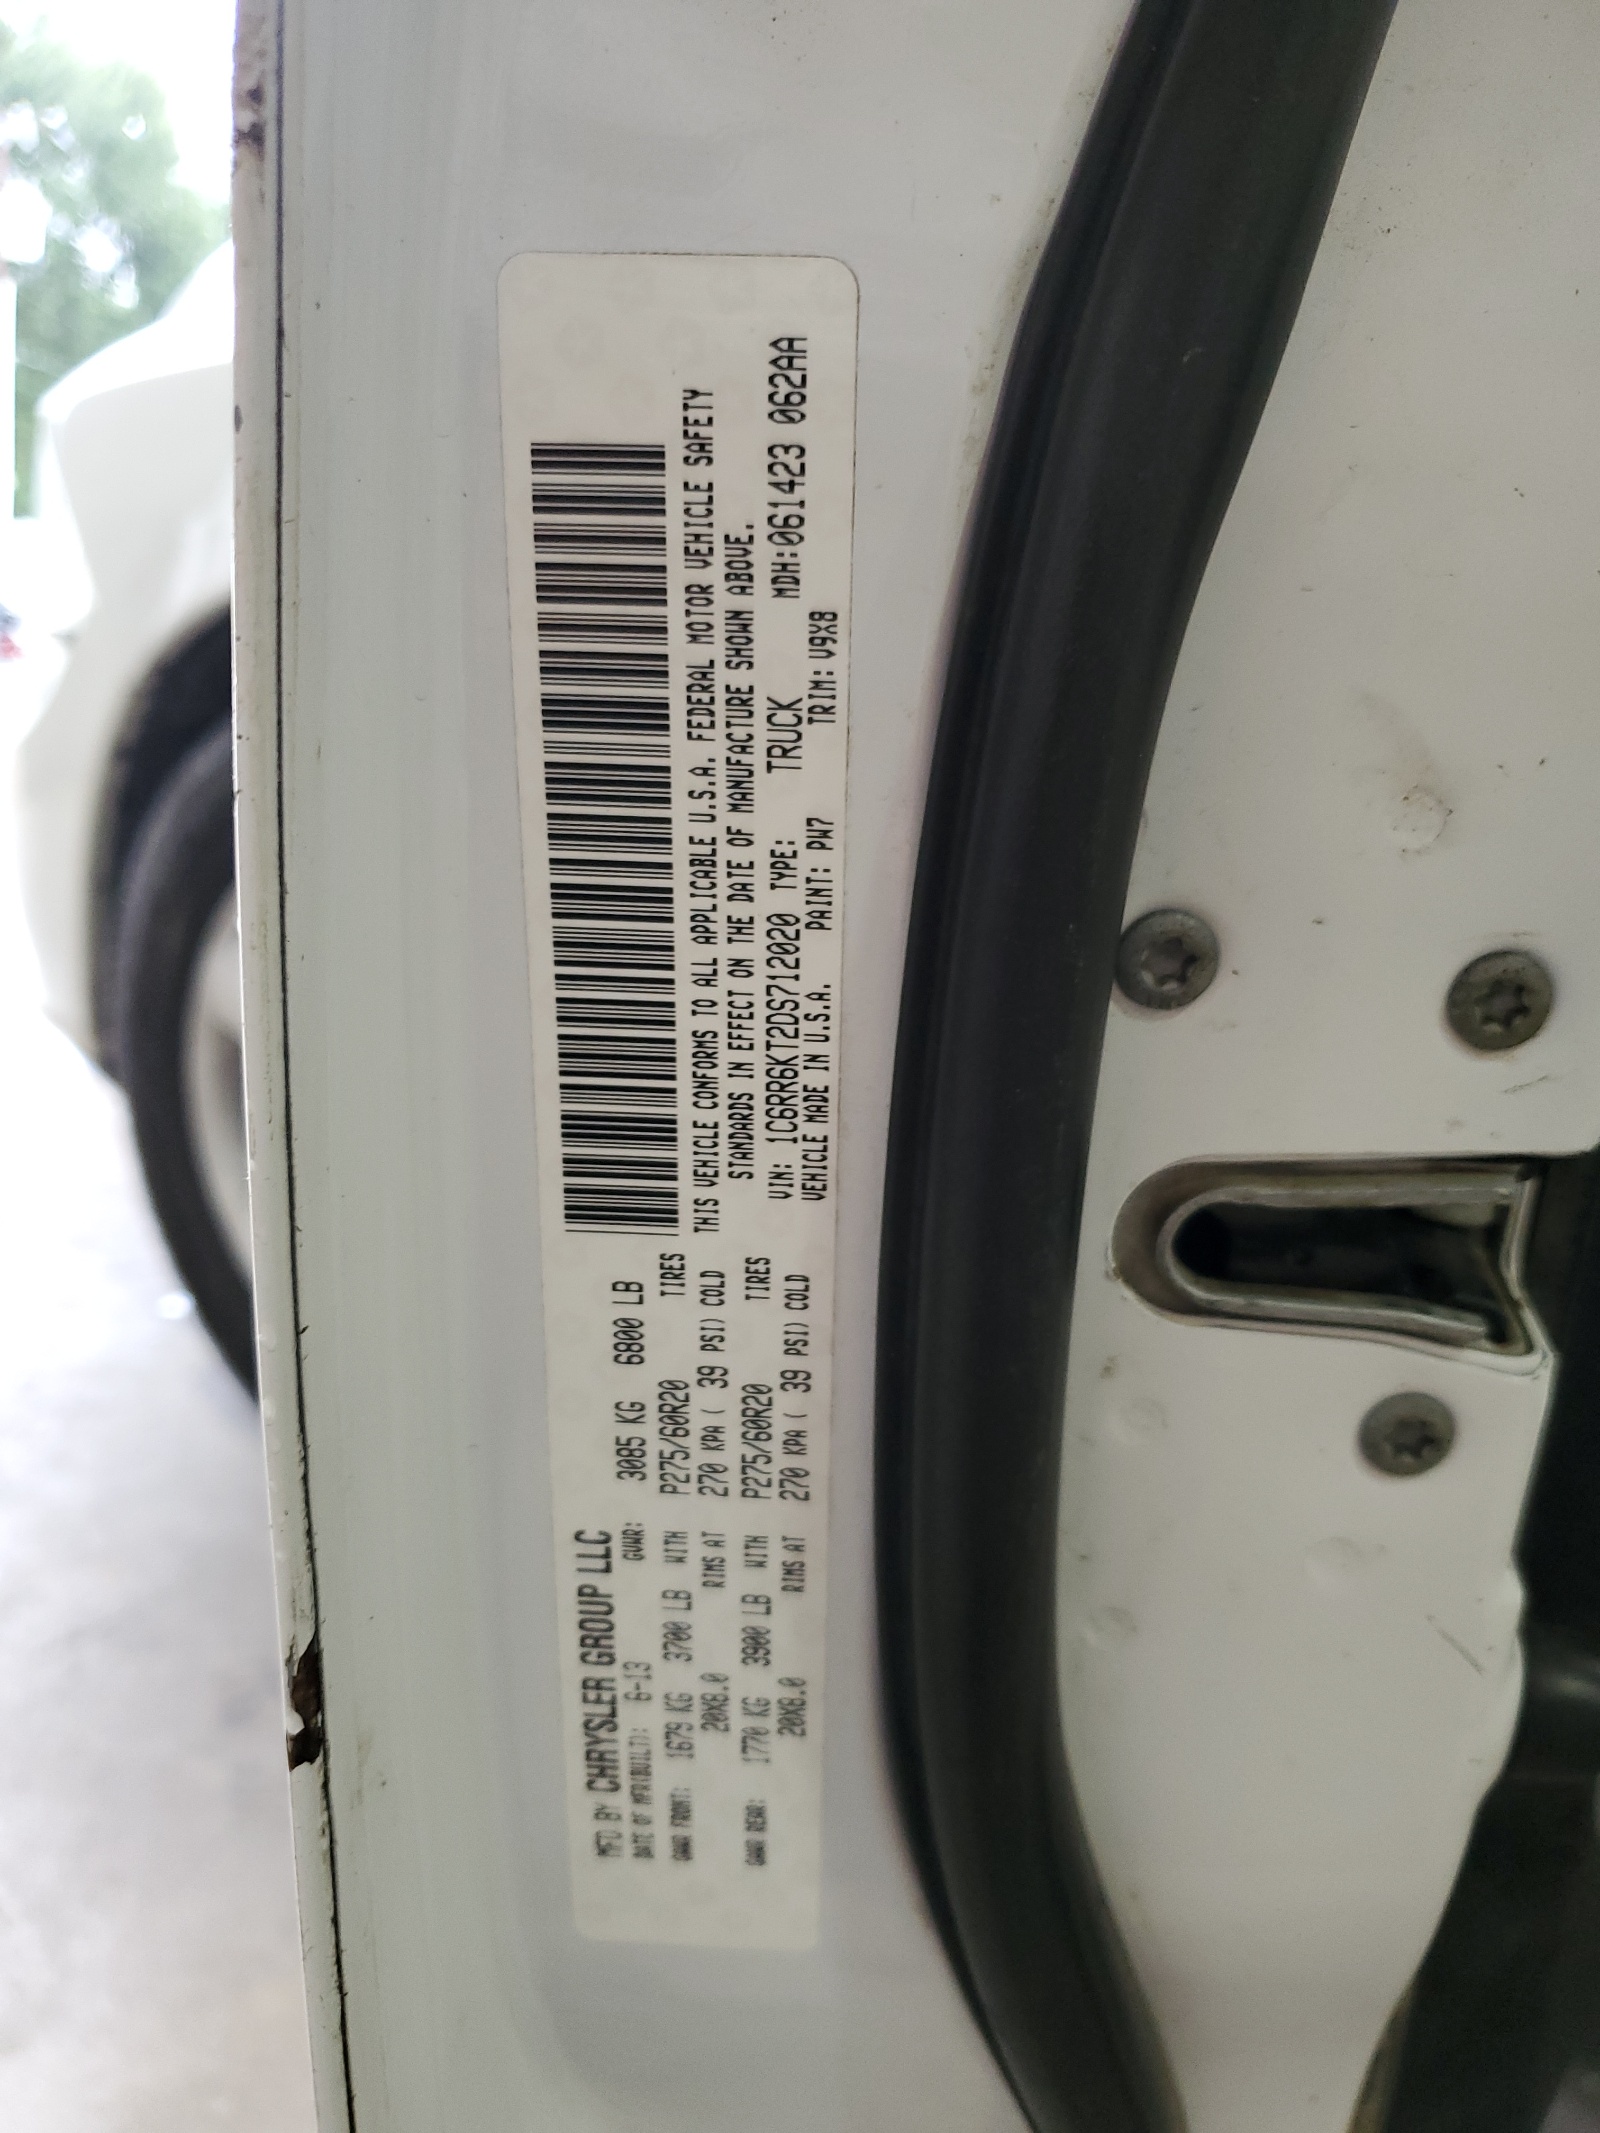 MFD BY CHRYSLER GROUP LLC
DATE OF MFR(BUILT): 6-13 GVWR: 3085 KG 6800 LB
GAWR FRONT: 1679 KG 3700 LB WITH P275/60R20 TIRES
20X8.0 RIMS AT 270 KPA ( 39 PSI) COLD
GAWR REAR: 1770 KG 3900 LB WITH P275/60R20 TIRES
20X8.0 RIMS AT 270 KPA ( 39 PSI) COLD
THIS VEHICLE CONFORMS TO ALL APPLICABLE U.S.A. FEDERAL MOTOR VEHICLE SAFETY
STANDARDS IN EFFECT ON THE DATE OF MANUFACTURE SHOWN ABOVE.
VIN: 1C6RR6KT2DS712020 TYPE: TRUCK MDH:061423 062AA
VEHICLE MADE IN U.S.A. PAINT: PW7 TRIM: V9X8